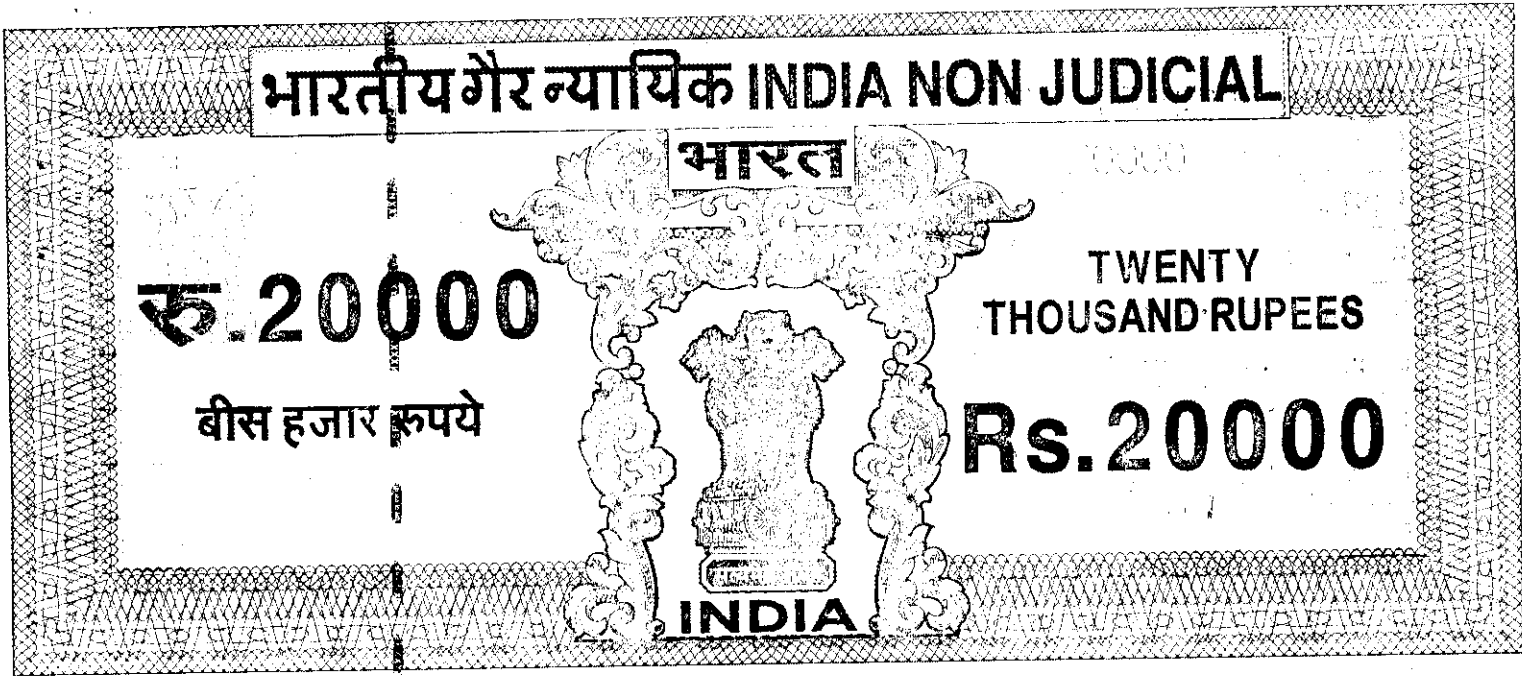 भारतीय गैर न्यायिक INDIA NON JUDICIAL
भारत
रु.20000
बीस हजार रुपये
TWENTY
THOUSAND RUPEES
Rs.20000
INDIA